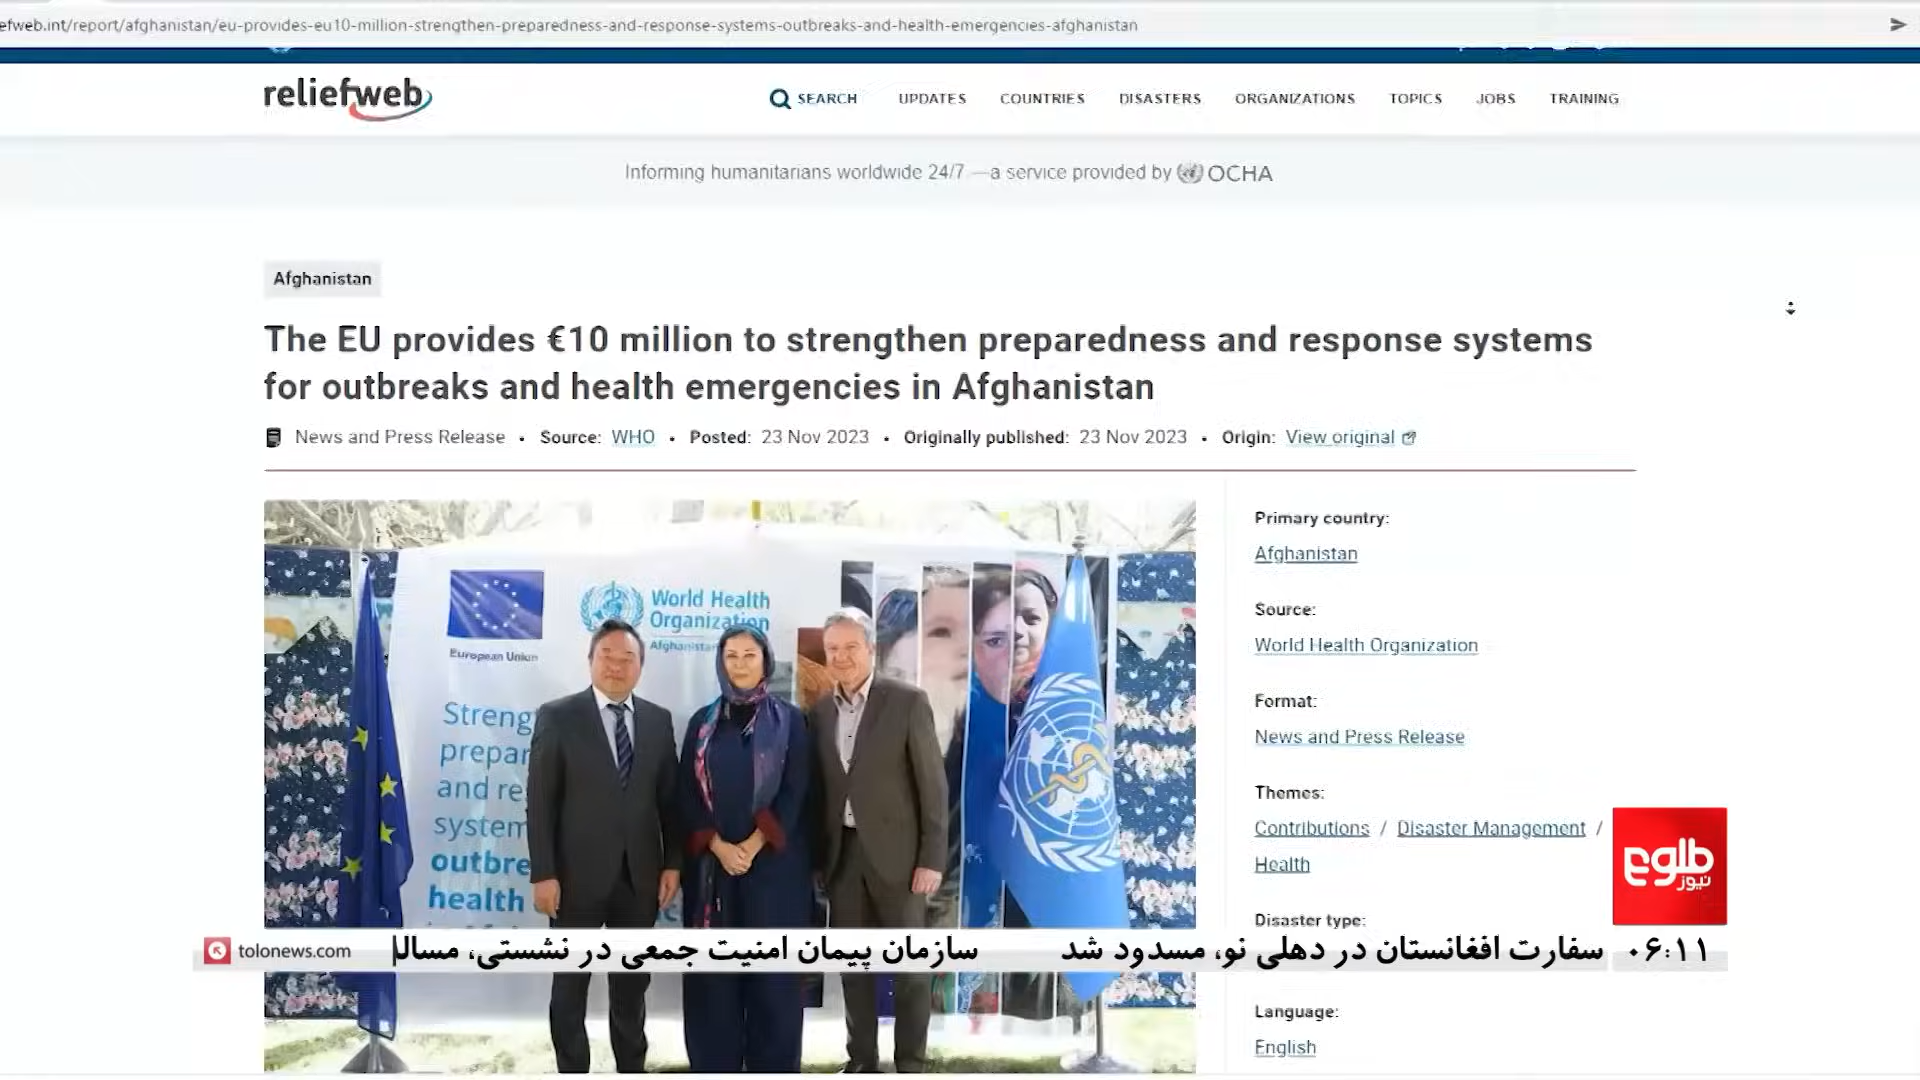 efweb.int/report/afghanistan/eu-provides-eu10-million-strengthen-preparedness-and-response-systems-outbreaks-and-health-emergencies-afghanistan
reliefweb
SEARCH UPDATES COUNTRIES DISASTERS ORGANIZATIONS TOPICS JOBS TRAINING
Informing humanitarians worldwide 24/7 — a service provided by OCHA
Afghanistan
The EU provides €10 million to strengthen preparedness and response systems
for outbreaks and health emergencies in Afghanistan
News and Press Release • Source: WHO • Posted: 23 Nov 2023 • Originally published: 23 Nov 2023 • Origin: View original
European Union
World Health
Organization
Afghanistan
Streng
prepar
and re
system
outbre
health
Primary country:
Afghanistan
Source:
World Health Organization
Format:
News and Press Release
Themes:
Contributions / Disaster Management /
Health
Disaster type:
Language:
English
طلوع
نیوز
۰۶:۱۱
سفارت افغانستان در دهلی نو، مسدود شد
سازمان پیمان امنیت جمعی در نشستی، مسال
tolonews.com